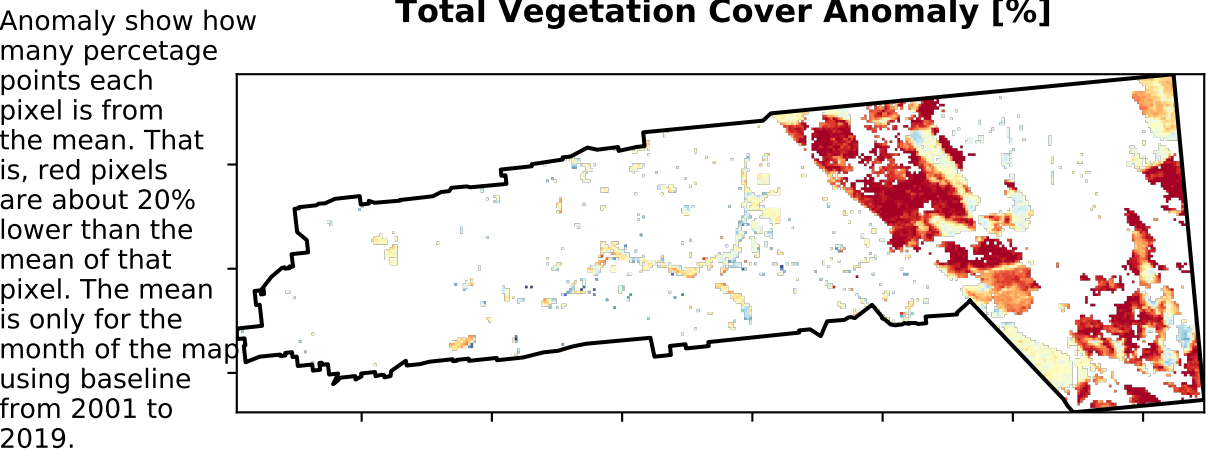 Total Vegetation Cover Anomaly [%]
Anomaly show how
many percetage
points each
pixel is from
the mean. That
is, red pixels
are about 20%
lower than the
mean of that
pixel. The mean
is only for the
month of the map
using baseline
from 2001 to
2019.